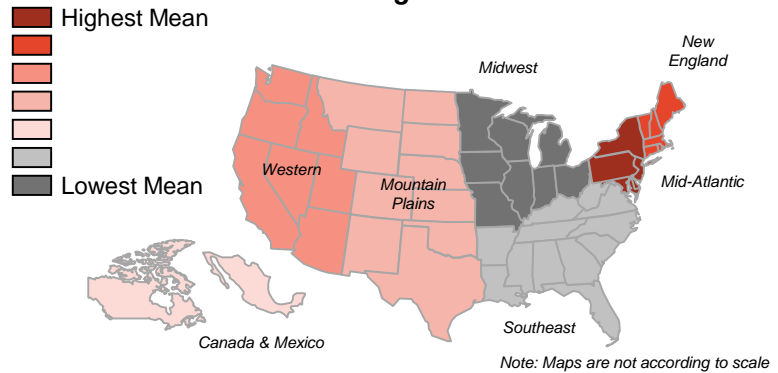 Highest Mean
New
England
Midwest
Western
Mountain
Plains
Lowest Mean
Mid-Atlantic
Southeast
Canada & Mexico
Note: Maps are not according to scale